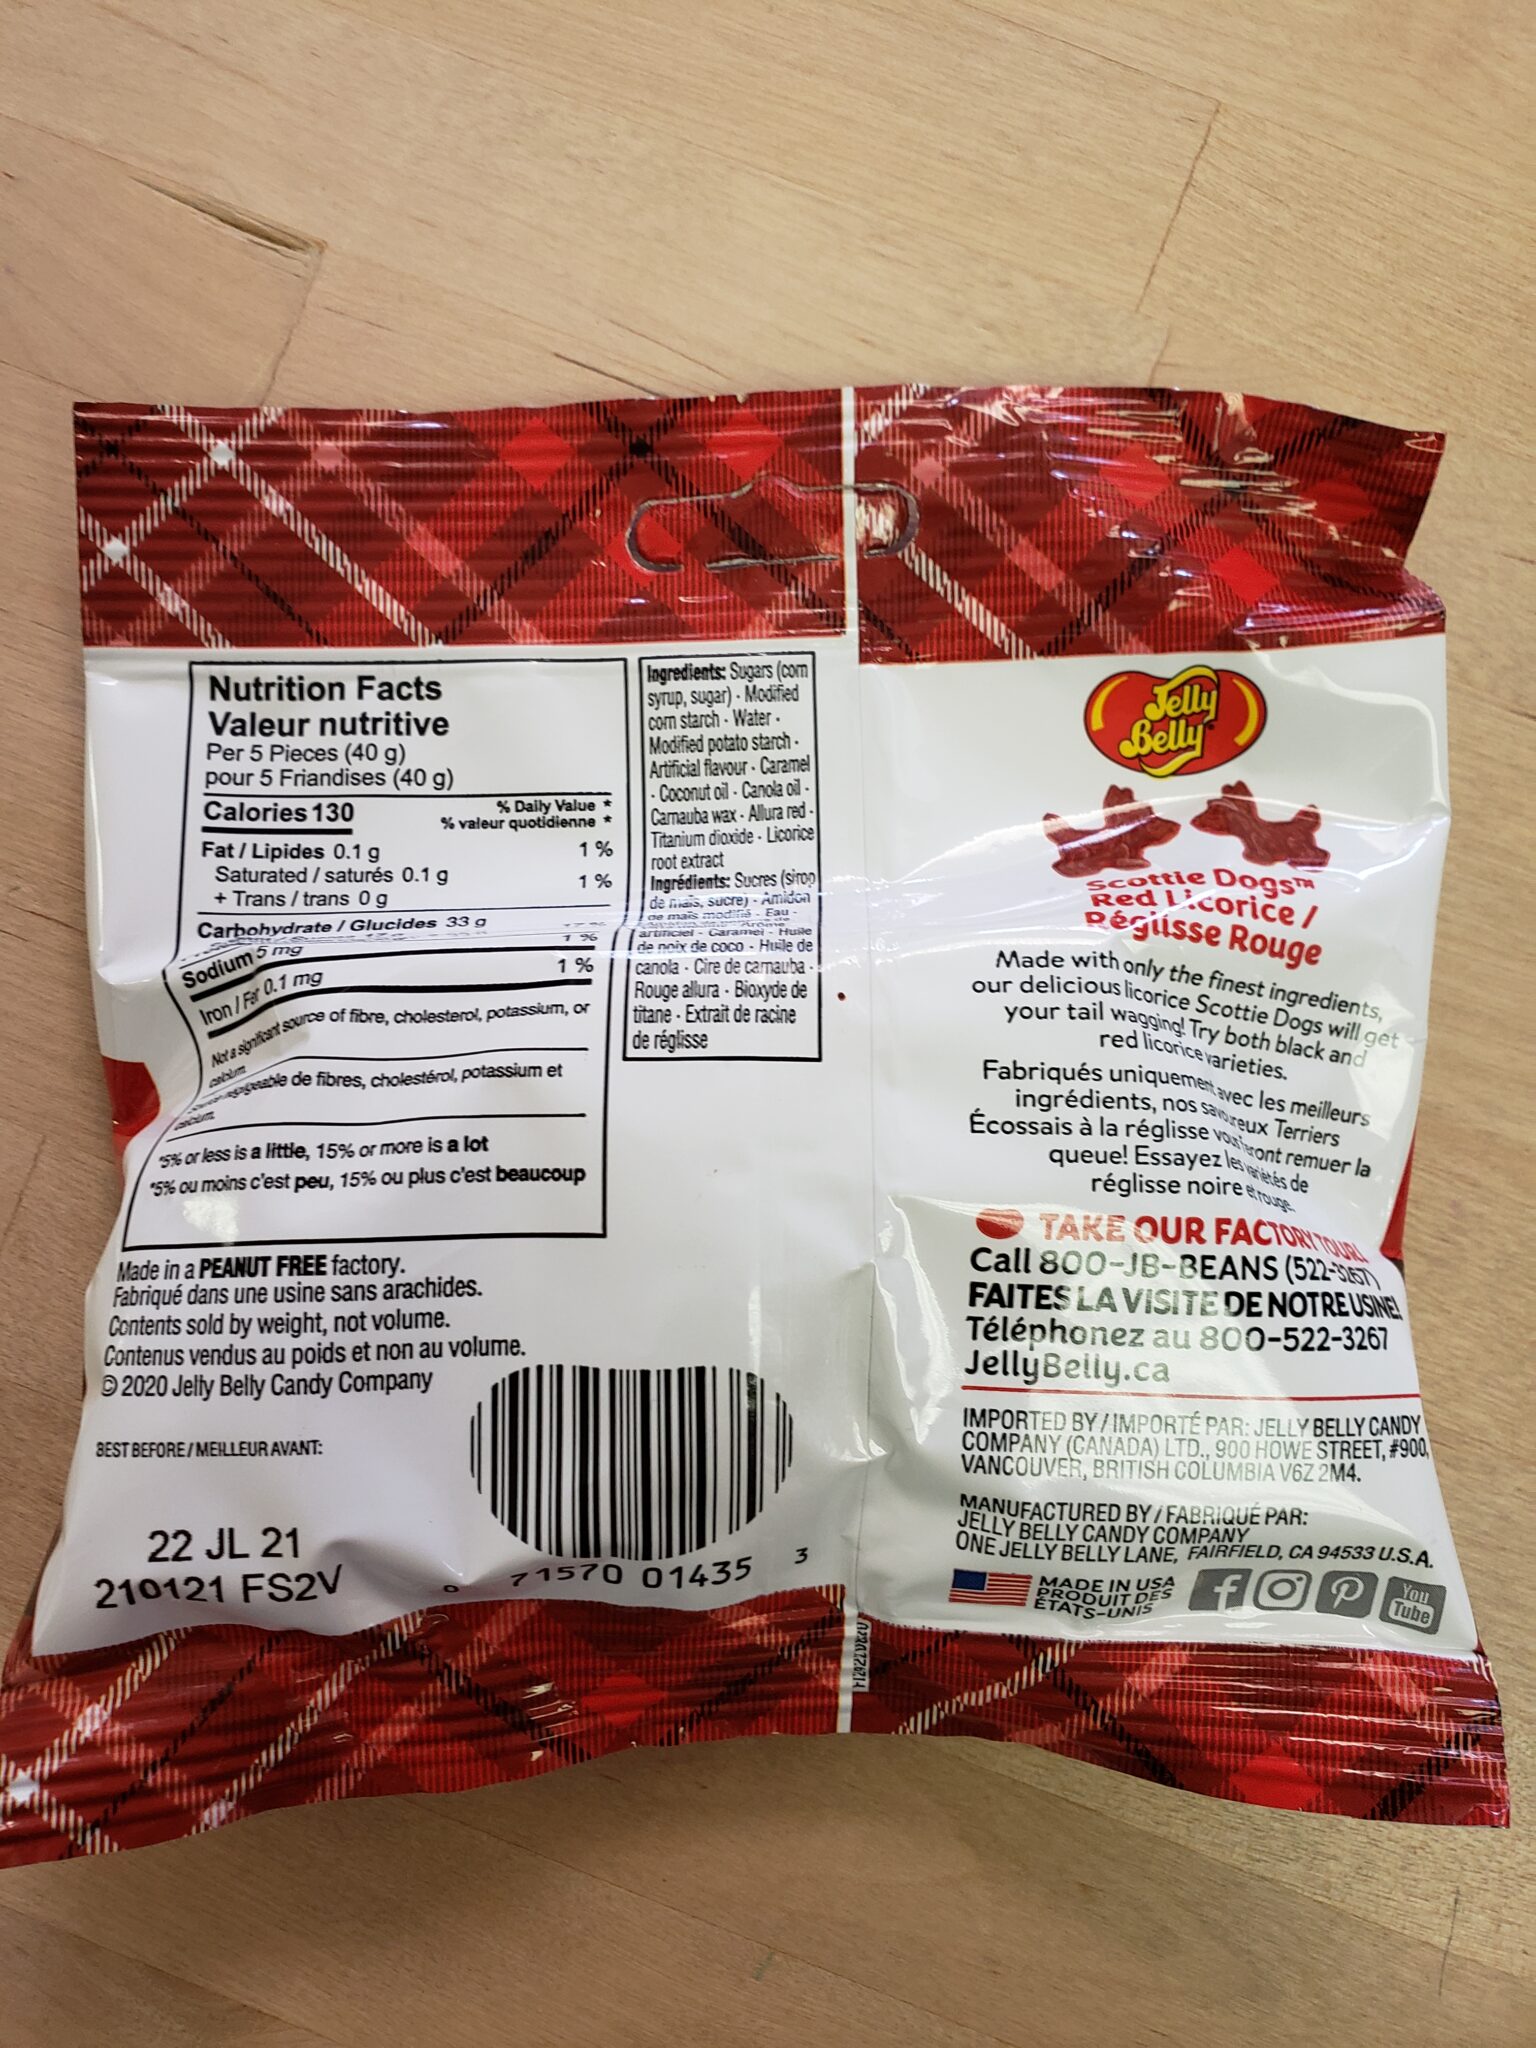 Nutrition Facts
Valeur nutritive
Per 5 Pieces (40 g)
pour 5 Friandises (40 g)
Calories 130
% Daily Value *
% valeur quotidienne *
Fat / Lipides 0.1 g 1 %
Saturated / saturés 0.1 g
+ Trans / trans 0 g 1 %
Carbohydrate / Glucides 33 g
Sodium 5 mg 1 %
Iron / Fer 0.1 mg 1 %
Not a significant source of fibre, cholesterol, potassium, or
calcium.
négligeable de fibres, cholestérol, potassium et
calcium.
*5% or less is a little, 15% or more is a lot
*5% ou moins c'est peu, 15% ou plus c'est beaucoup
Ingredients: Sugars (corn
syrup, sugar) · Modified
corn starch · Water ·
Modified potato starch ·
Artificial flavour · Caramel
· Coconut oil · Canola oil ·
Carnauba wax · Allura red ·
Titanium dioxide · Licorice
root extract
Ingrédients: Sucres (sirop
de maïs, sucre) · Amidon
de maïs modifié · Eau ·
Arôme
artificiel · Caramel · Huile
de noix de coco · Huile de
canola · Cire de carnauba ·
Rouge allura · Bioxyde de
titane · Extrait de racine
de réglisse
Made in a PEANUT FREE factory.
Fabriqué dans une usine sans arachides.
Contents sold by weight, not volume.
Contenus vendus au poids et non au volume.
© 2020 Jelly Belly Candy Company
BEST BEFORE / MEILLEUR AVANT:
22 JL 21
210121 FS2V
0 71570 01435 3
Jelly
Belly®
Scottie Dogs™
Red Licorice /
Réglisse Rouge
Made with only the finest ingredients,
our delicious licorice Scottie Dogs will get
your tail wagging! Try both black and
red licorice varieties.
Fabriqués uniquement avec les meilleurs
ingrédients, nos savoureux Terriers
Écossais à la réglisse vous feront remuer la
queue! Essayez les variétés de
réglisse noire et rouge.
TAKE OUR FACTORY TOUR!
Call 800-JB-BEANS (522-3267)
FAITES LA VISITE DE NOTRE USINE!
Téléphonez au 800-522-3267
JellyBelly.ca
IMPORTED BY / IMPORTÉ PAR: JELLY BELLY CANDY
COMPANY (CANADA) LTD., 900 HOWE STREET, #900,
VANCOUVER, BRITISH COLUMBIA V6Z 2M4.
MANUFACTURED BY / FABRIQUÉ PAR:
JELLY BELLY CANDY COMPANY
ONE JELLY BELLY LANE, FAIRFIELD, CA 94533 U.S.A.
MADE IN USA
PRODUIT DES
ÉTATS-UNIS
You
Tube